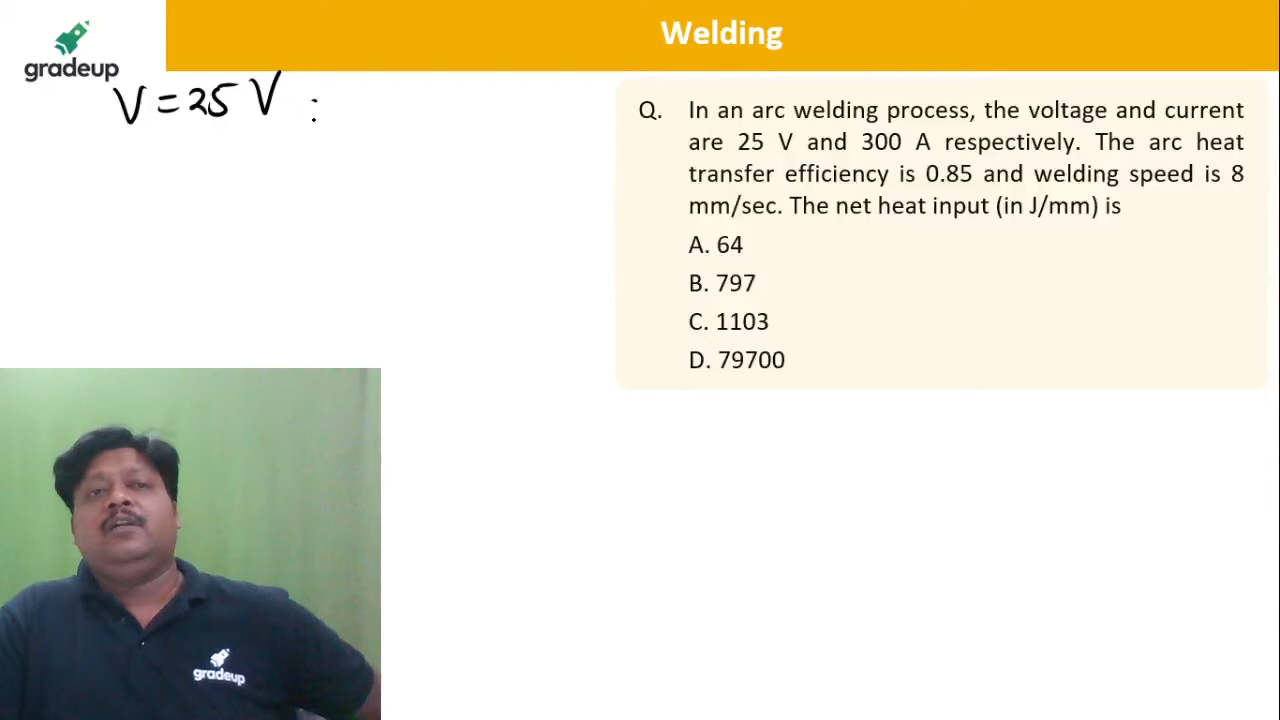 Welding
gradeup
V = 25 V :
Q. In an arc welding process, the voltage and current
are 25 V and 300 A respectively. The arc heat
transfer efficiency is 0.85 and welding speed is 8
mm/sec. The net heat input (in J/mm) is
A. 64
B. 797
C. 1103
D. 79700
gradeup